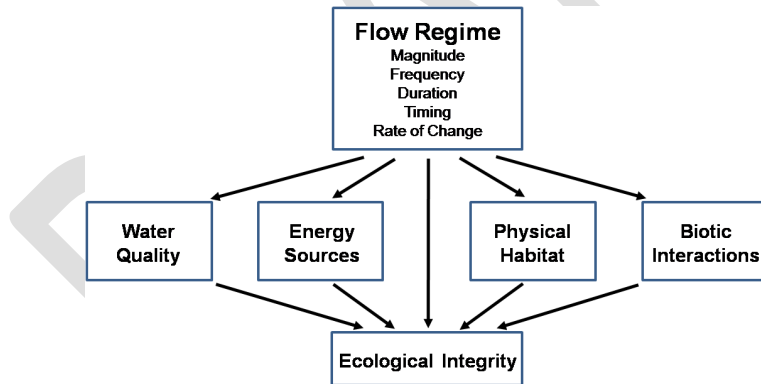 Flow Regime
Magnitude
Frequency
Duration
Timing
Rate of Change
Water
Quality
Energy
Sources
Physical
Habitat
Biotic
Interactions
Ecological Integrity